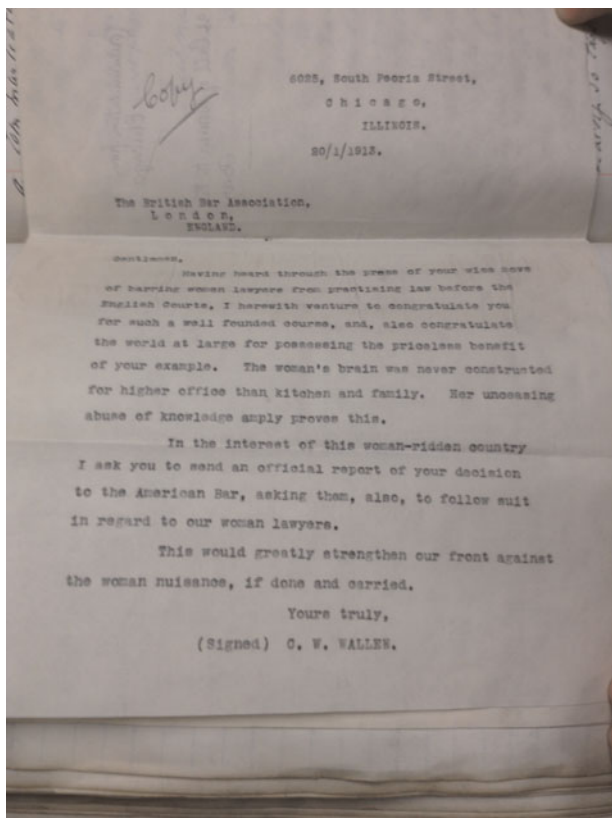 Copy
6025, South Peoria Street,
Chicago,
ILLINOIS.
20/1/1913.
The British Bar Association,
London,
ENGLAND.
Gentlemen,
Having heard through the press of your wise move
of barring woman lawyers from practising law before the
English Courts, I herewith venture to congratulate you
for such a well founded course, and, also congratulate
the world at large for possessing the priceless benefit
of your example. The woman's brain was never constructed
for higher office than kitchen and family. Her unceasing
abuse of knowledge amply proves this.
In the interest of this woman-ridden country
I ask you to send an official report of your decision
to the American Bar, asking them, also, to follow suit
in regard to our woman lawyers.
This would greatly strengthen our front against
the woman nuisance, if done and carried.
Yours truly,
(Signed) C. W. WALLEN.